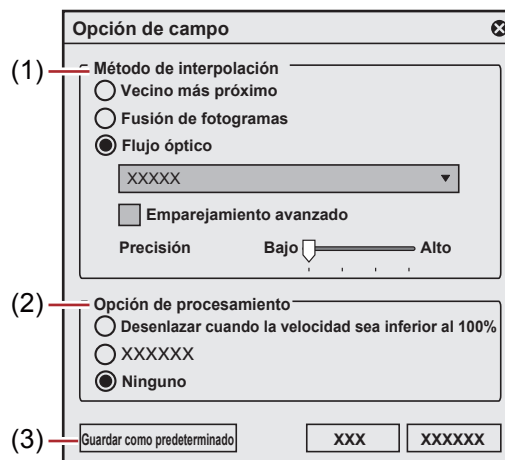 Opción de campo
(1)
Método de interpolación
Vecino más próximo
Fusión de fotogramas
Flujo óptico
XXXXX
Emparejamiento avanzado
Precisión Bajo Alto
(2)
Opción de procesamiento
Desenlazar cuando la velocidad sea inferior al 100%
XXXXXX
Ninguno
(3)
Guardar como predeterminado XXX XXXXXX